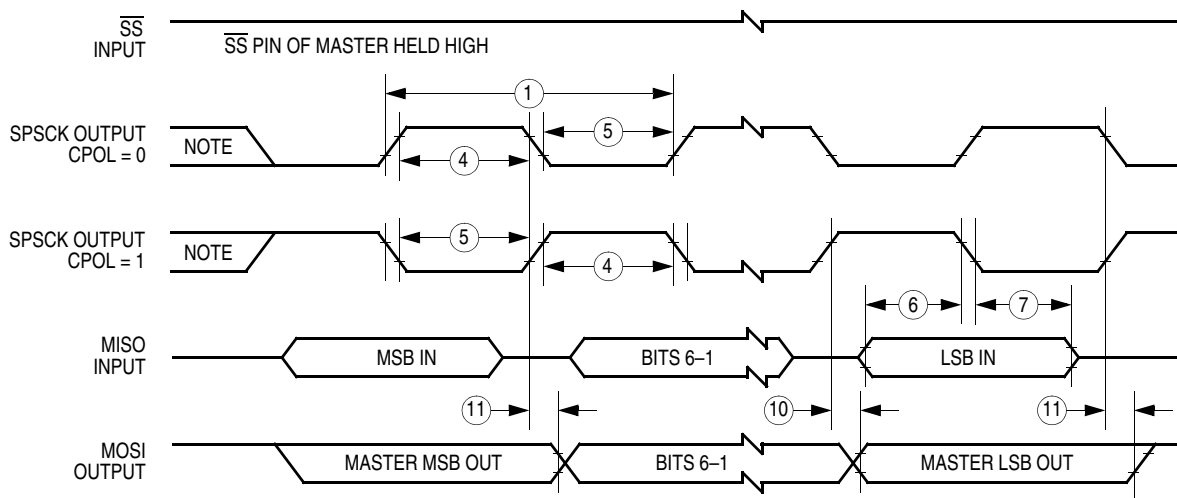 SS
INPUT
SS PIN OF MASTER HELD HIGH
1
SPSCK OUTPUT
CPOL = 0
NOTE
5
4
SPSCK OUTPUT
CPOL = 1
NOTE
5
4
6
7
MISO
INPUT
MSB IN
BITS 6–1
LSB IN
11
10
11
MOSI
OUTPUT
MASTER MSB OUT
BITS 6–1
MASTER LSB OUT